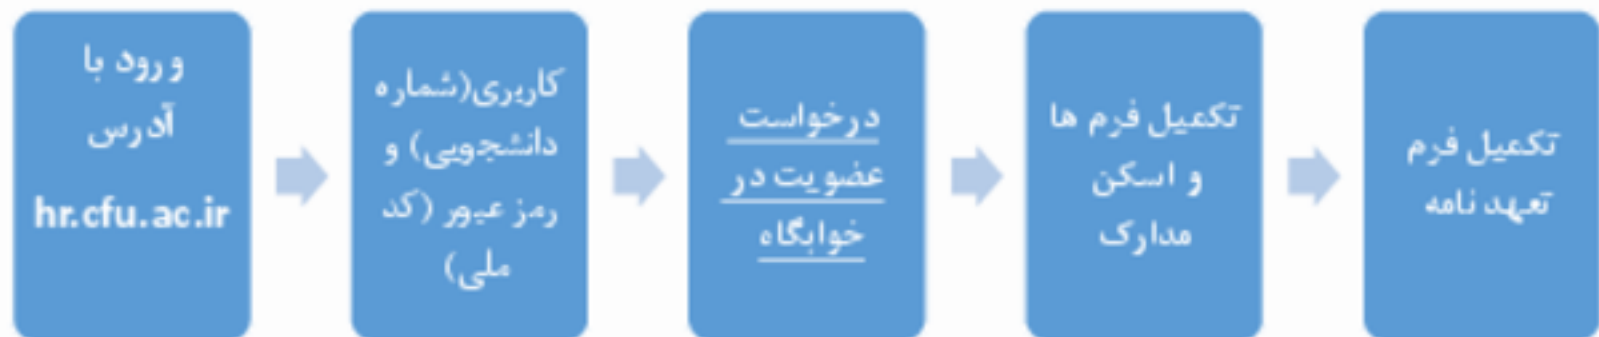 ورود با
آدرس
hr.cfu.ac.ir
کاربری(شماره
دانشجویی) و
رمز عبور (کد
ملی)
درخواست
عضویت در
خوابگاه
تکمیل فرم ها
و اسکن
مدارک
تکمیل فرم
تعهد نامه